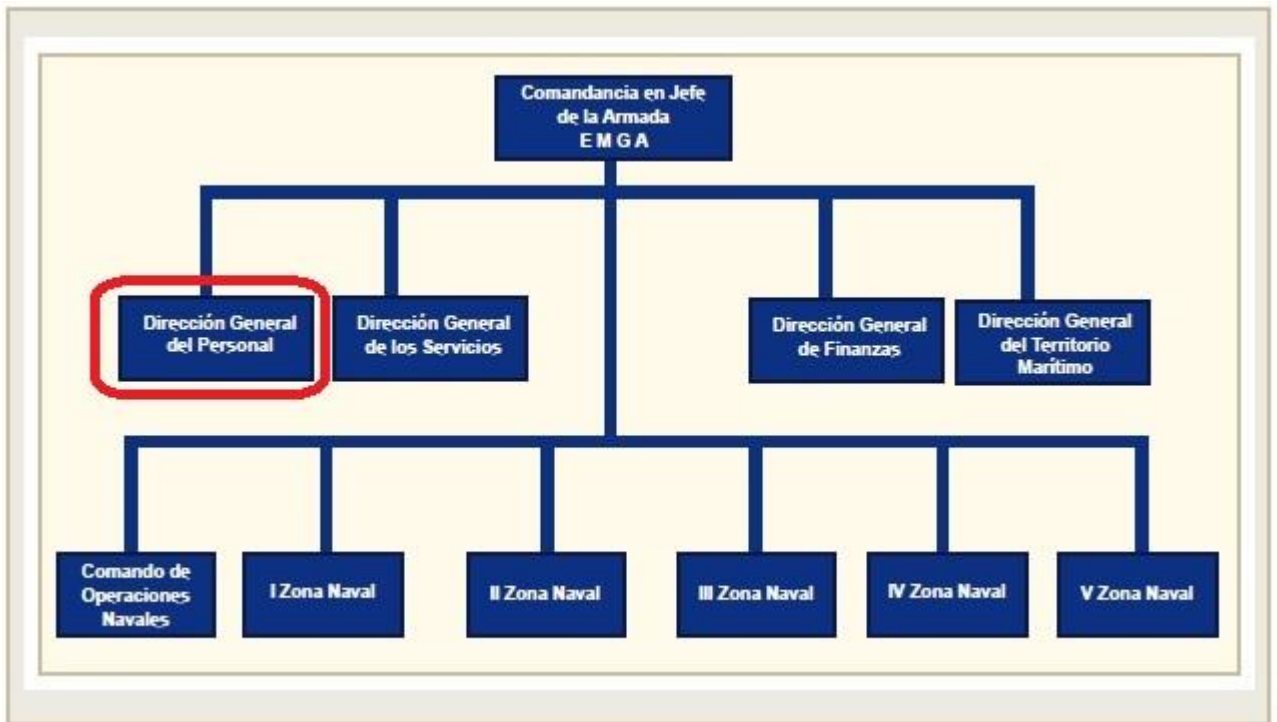 Comandancia en Jefe
de la Armada
E M G A
Dirección General
del Personal
Dirección General
de los Servicios
Dirección General
de Finanzas
Dirección General
del Territorio
Marítimo
Comando de
Operaciones
Navales
I Zona Naval
II Zona Naval
III Zona Naval
IV Zona Naval
V Zona Naval